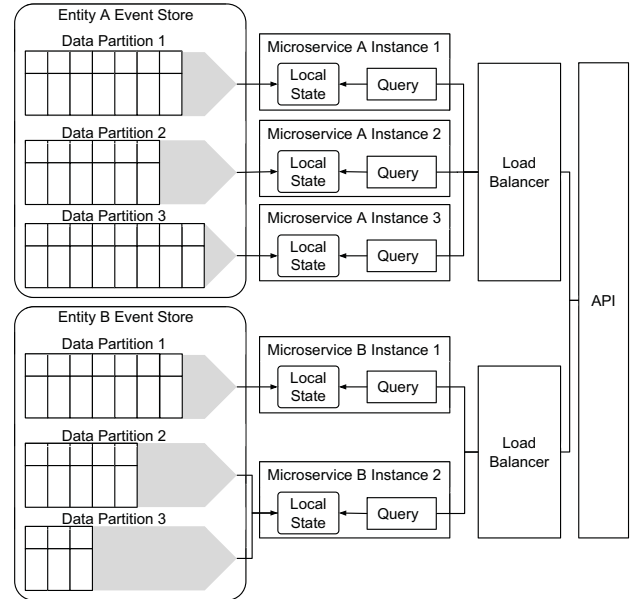 Entity A Event Store
Data Partition 1
Data Partition 2
Data Partition 3
Microservice A Instance 1
Local
State
Query
Microservice A Instance 2
Local
State
Query
Microservice A Instance 3
Local
State
Query
Load
Balancer
API
Entity B Event Store
Data Partition 1
Data Partition 2
Data Partition 3
Microservice B Instance 1
Local
State
Query
Microservice B Instance 2
Local
State
Query
Load
Balancer